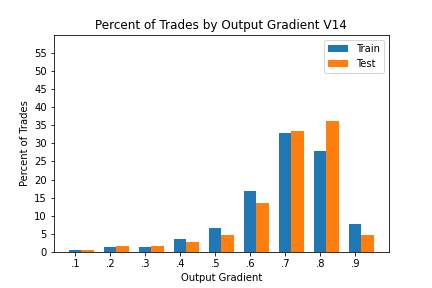 Percent of Trades by Output Gradient V14
Train
Test
Percent of Trades
55
50
45
40
35
30
25
20
15
10
5
0
.1 .2 .3 .4 .5 .6 .7 .8 .9
Output Gradient